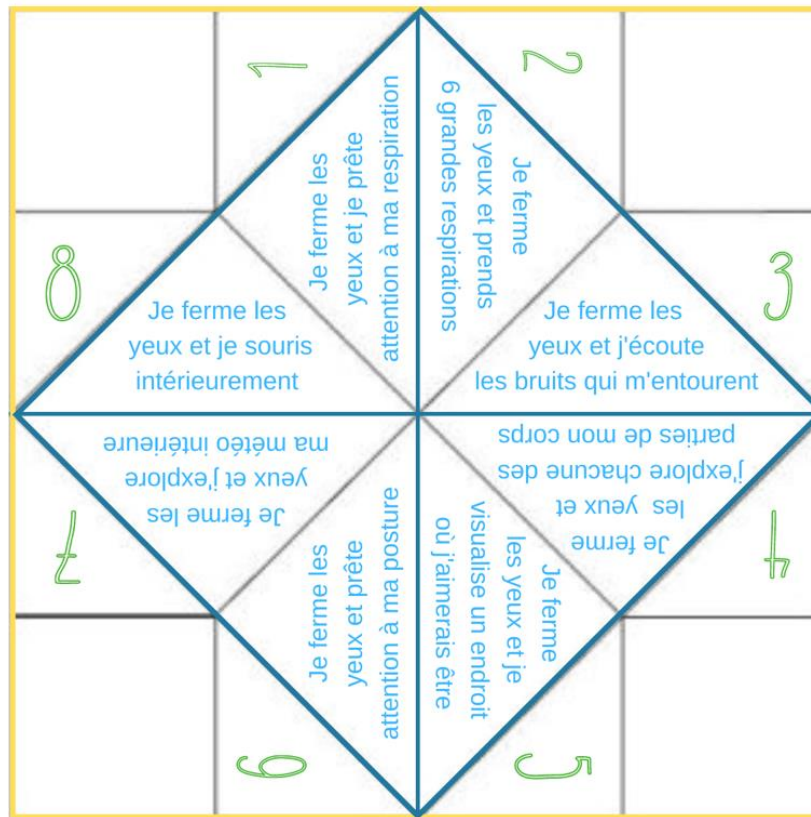 1
Je ferme les
yeux et je prête
attention à ma respiration
2
Je ferme
les yeux et prends
6 grandes respirations
3
Je ferme les
yeux et j'écoute
les bruits qui m'entourent
4
Je ferme
les yeux et
j'explore chacune des
parties de mon corps
5
Je ferme
les yeux et je
visualise un endroit
où j'aimerais être
6
Je ferme les
yeux et prête
attention à ma posture
7
Je ferme les
yeux et j'explore
ma météo intérieure
8
Je ferme les
yeux et je souris
intérieurement